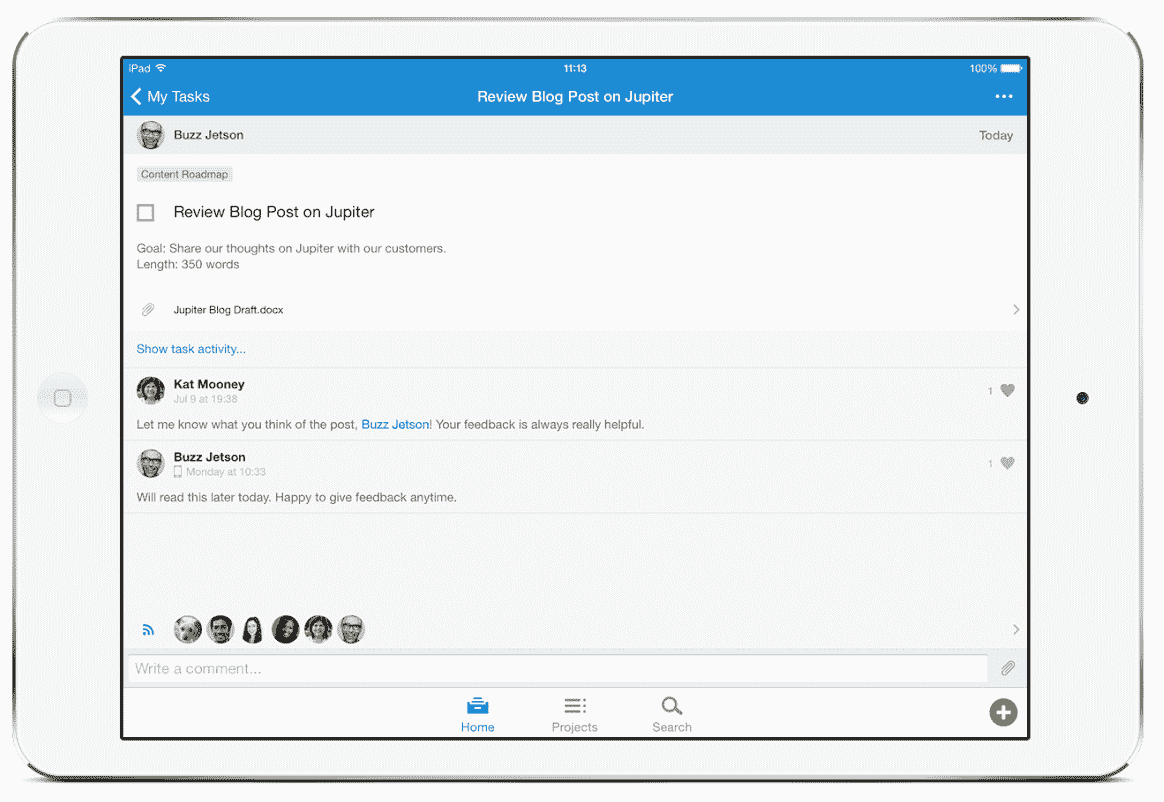 iPad 11:13 100%
My Tasks Review Blog Post on Jupiter
Buzz Jetson Today
Content Roadmap
Review Blog Post on Jupiter
Goal: Share our thoughts on Jupiter with our customers.
Length: 350 words
Jupiter Blog Draft.docx
Show task activity...
Kat Mooney
Jul 9 at 19:38 1
Let me know what you think of the post, Buzz Jetson! Your feedback is always really helpful.
Buzz Jetson
Monday at 10:33 1
Will read this later today. Happy to give feedback anytime.
Write a comment...
Home Projects Search